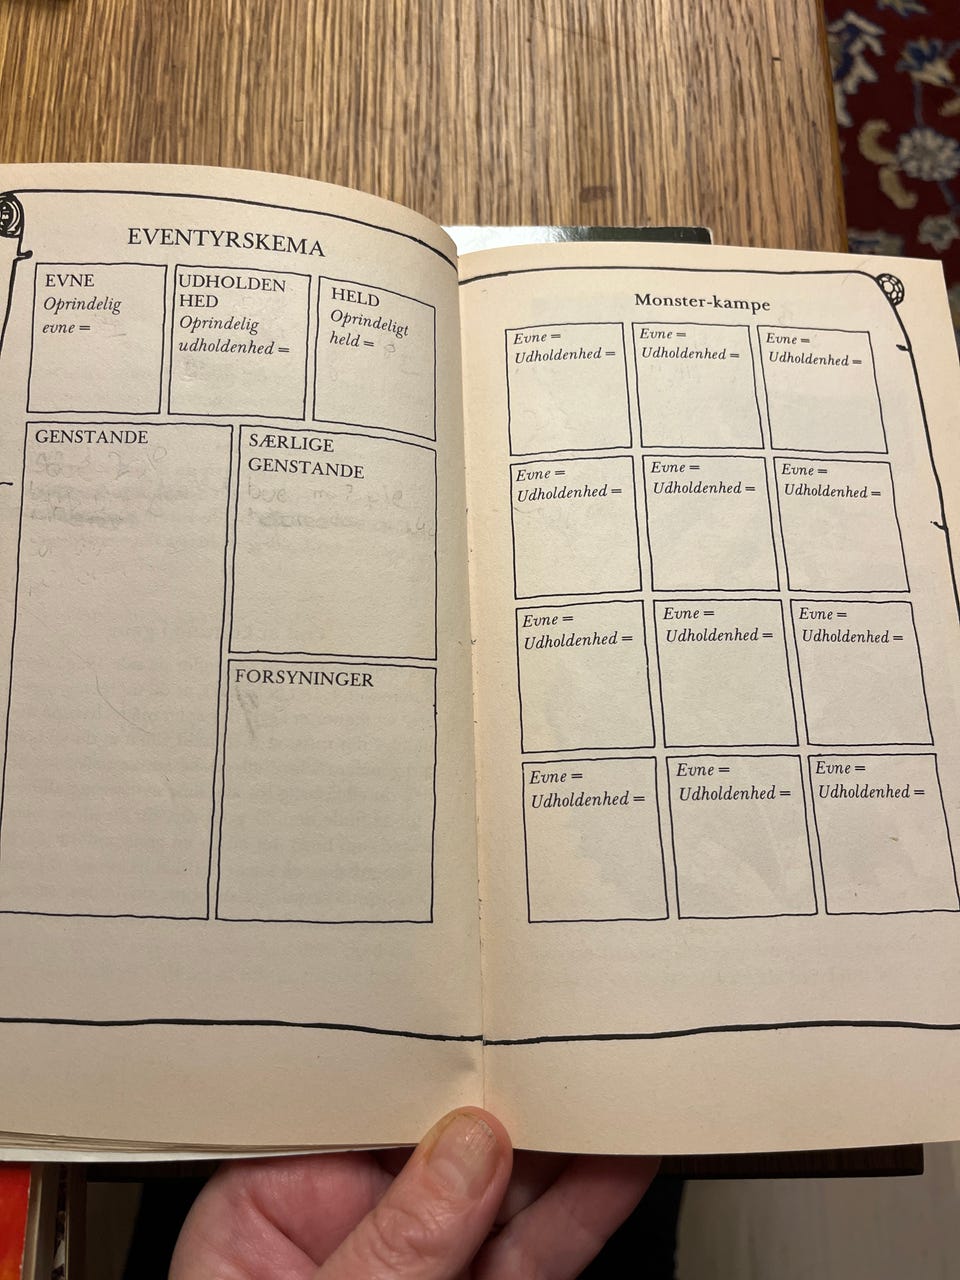 EVENTYRSKEMA
EVNE
Oprindelig
evne =
UDHOLDEN
HED
Oprindelig
udholdenhed =
HELD
Oprindeligt
held =
GENSTANDE
SÆRLIGE
GENSTANDE
bue
FORSYNINGER
Monster-kampe
Evne =
Udholdenhed =
Evne =
Udholdenhed =
Evne =
Udholdenhed =
Evne =
Udholdenhed =
Evne =
Udholdenhed =
Evne =
Udholdenhed =
Evne =
Udholdenhed =
Evne =
Udholdenhed =
Evne =
Udholdenhed =
Evne =
Udholdenhed =
Evne =
Udholdenhed =
Evne =
Udholdenhed =